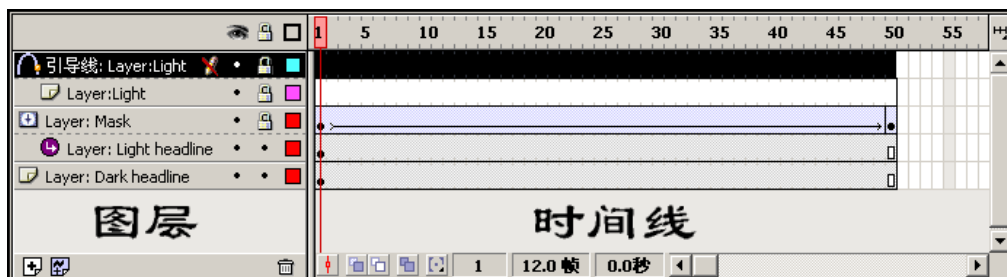 1 5 10 15 20 25 30 35 40 45 50 55
引导线: Layer:Light
Layer:Light
Layer: Mask
Layer: Light headline
Layer: Dark headline
图层 时间线
1 12.0 帧 0.0秒